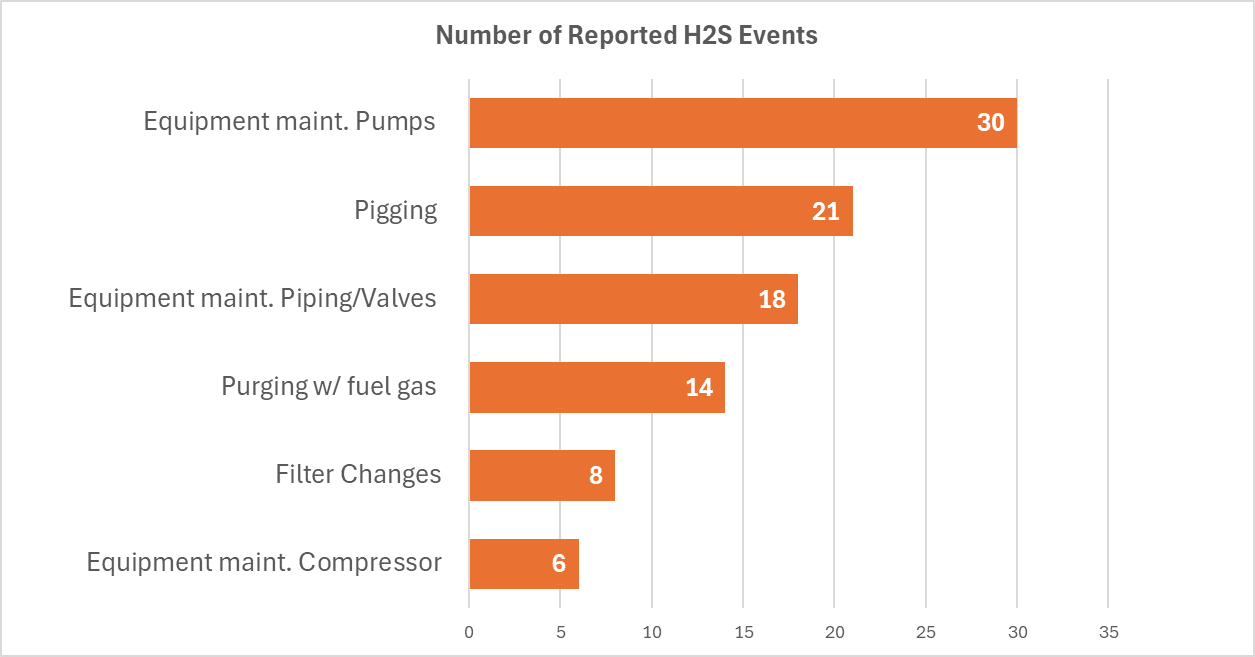 Number of Reported H2S Events
Equipment maint. Pumps
30
Pigging
21
Equipment maint. Piping/Valves
18
Purging w/ fuel gas
14
Filter Changes
8
Equipment maint. Compressor
6
0 5 10 15 20 25 30 35